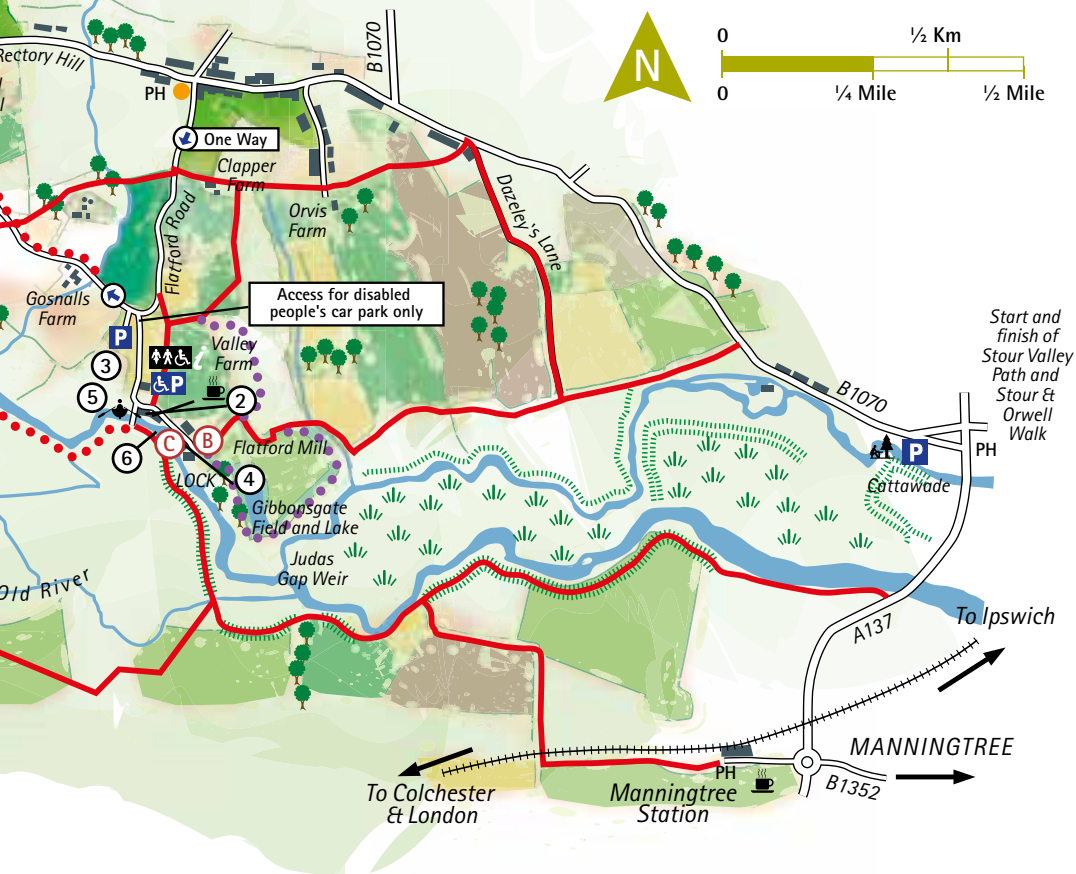 Rectory Hill
PH
B1070
N
0
½ Km
0
¼ Mile
½ Mile
One Way
Clapper
Farm
Flatford Road
Orvis
Farm
Dazeley's Lane
Gosnalls
Farm
Access for disabled
people's car park only
P
3
i
P
Valley
Farm
5
2
6
C
B
Flatford Mill
LOCK
4
Gibbonsgate
Field and Lake
Judas
Gap Weir
Old River
Start and
finish of
Stour Valley
Path and
Stour &
Orwell
Walk
B1070
P
PH
Cattawade
A137
To Ipswich
MANNINGTREE
PH
B1352
Manningtree
Station
To Colchester
& London